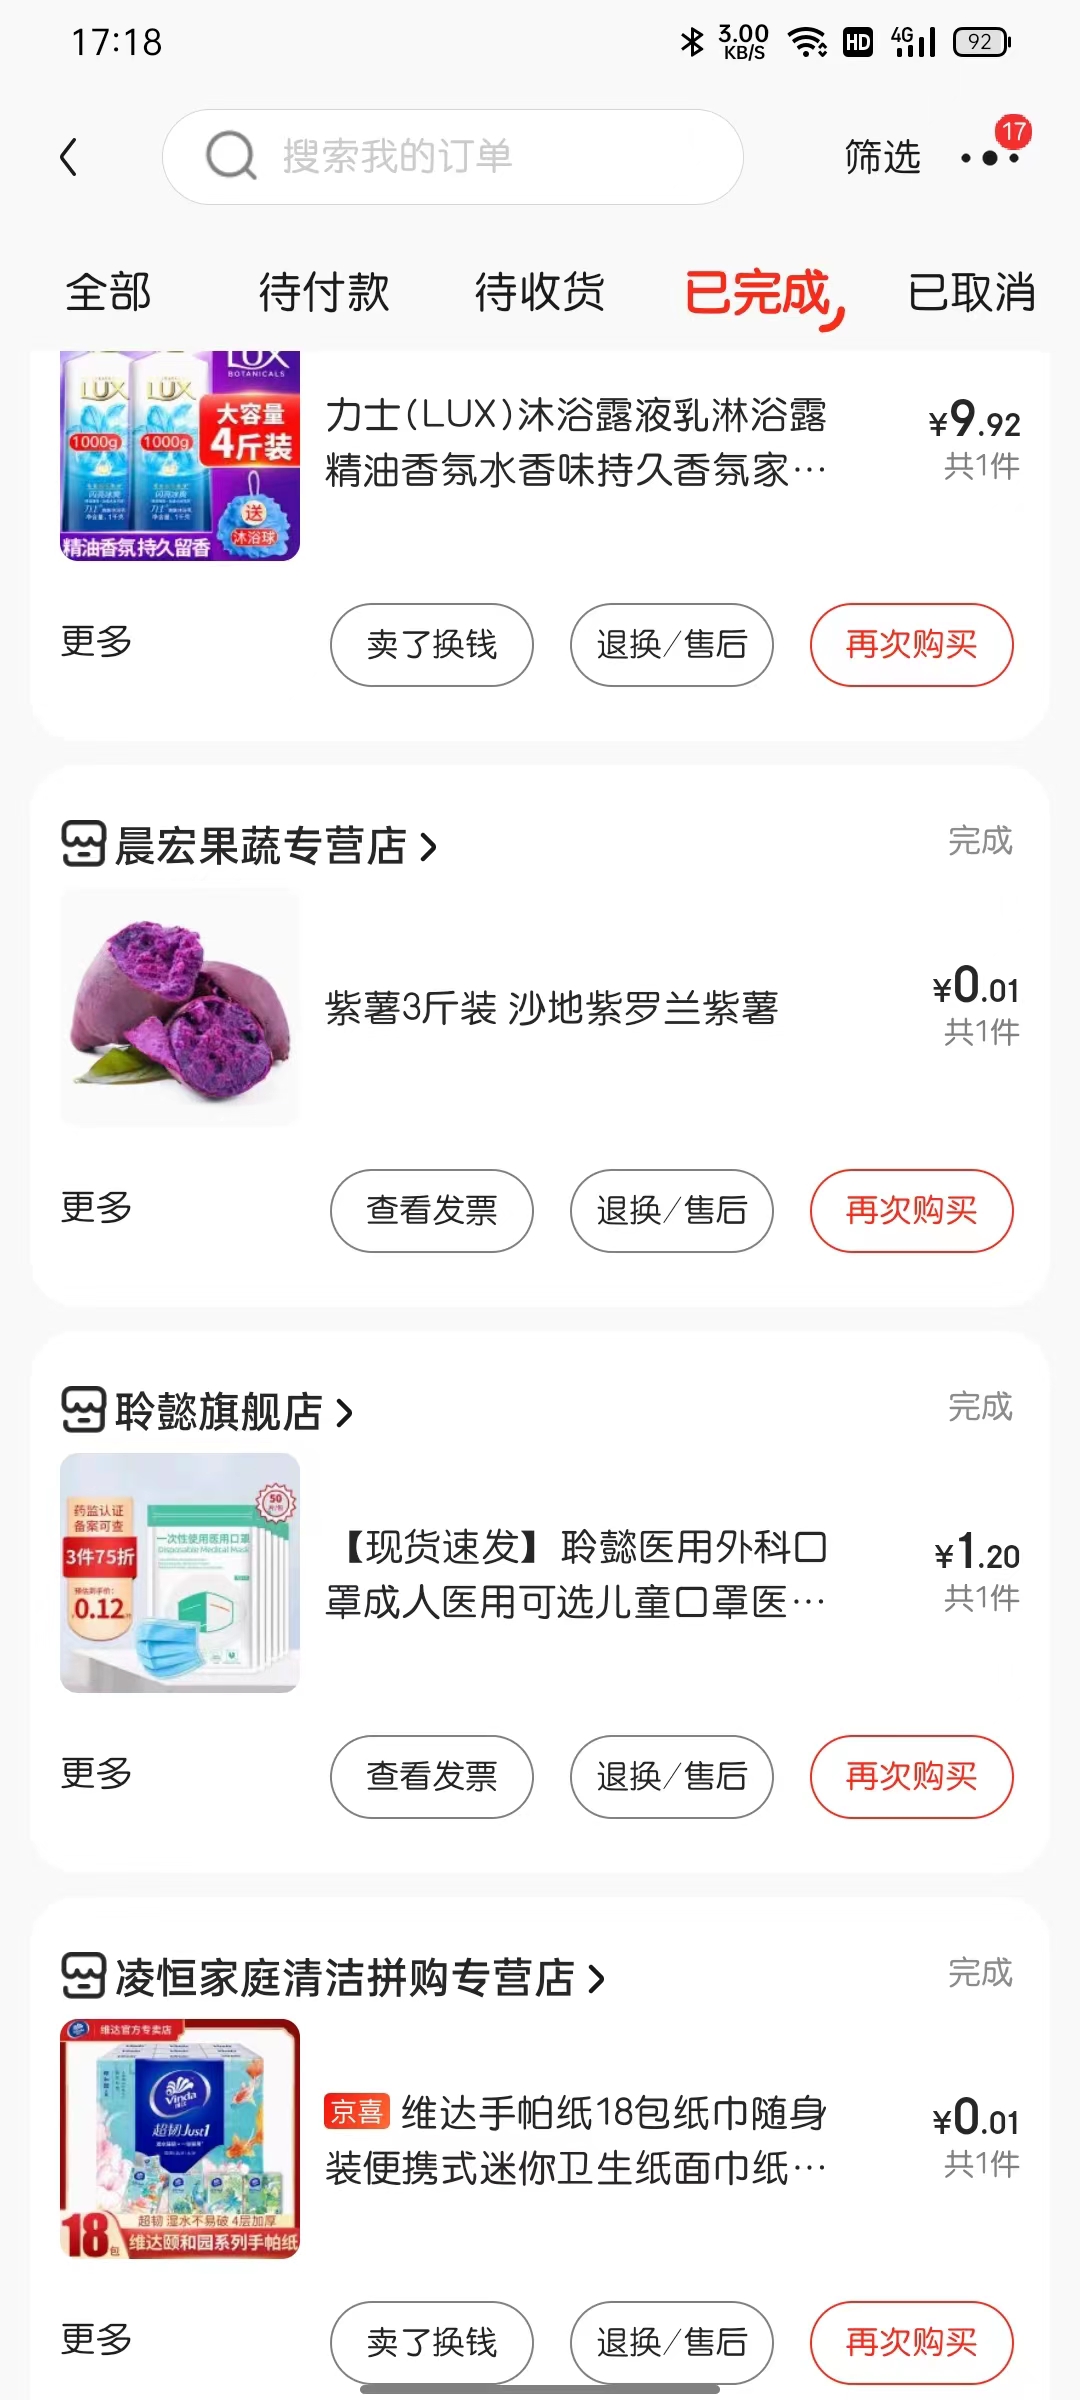 17:18
3.00
KB/S
HD
4G
92
搜索我的订单
筛选
17
全部
待付款
待收货
已完成
已取消
LUX
BOTANICALS
LUX
LUX
1000g
1000g
大容量
4斤装
送
沐浴球
精油香氛持久留香
力士(LUX)沐浴露液乳淋浴露
精油香氛水香味持久香氛家…
¥9.92
共1件
更多
卖了换钱
退换/售后
再次购买
晨宏果蔬专营店
完成
紫薯3斤装 沙地紫罗兰紫薯
¥0.01
共1件
更多
查看发票
退换/售后
再次购买
聆懿旗舰店
完成
药监认证
备案可查
3件75折
预估到手价:
0.12
50
一次性使用医用口罩
Disposable Medical Mask
【现货速发】聆懿医用外科口
罩成人医用可选儿童口罩医…
¥1.20
共1件
更多
查看发票
退换/售后
再次购买
凌恒家庭清洁拼购专营店
完成
维达官方专卖店
Vinda
维达
超韧Just1
超韧 湿水不易破 4层加厚
18包
维达颐和园系列手帕纸
京喜 维达手帕纸18包纸巾随身
装便携式迷你卫生纸面巾纸…
¥0.01
共1件
更多
卖了换钱
退换/售后
再次购买